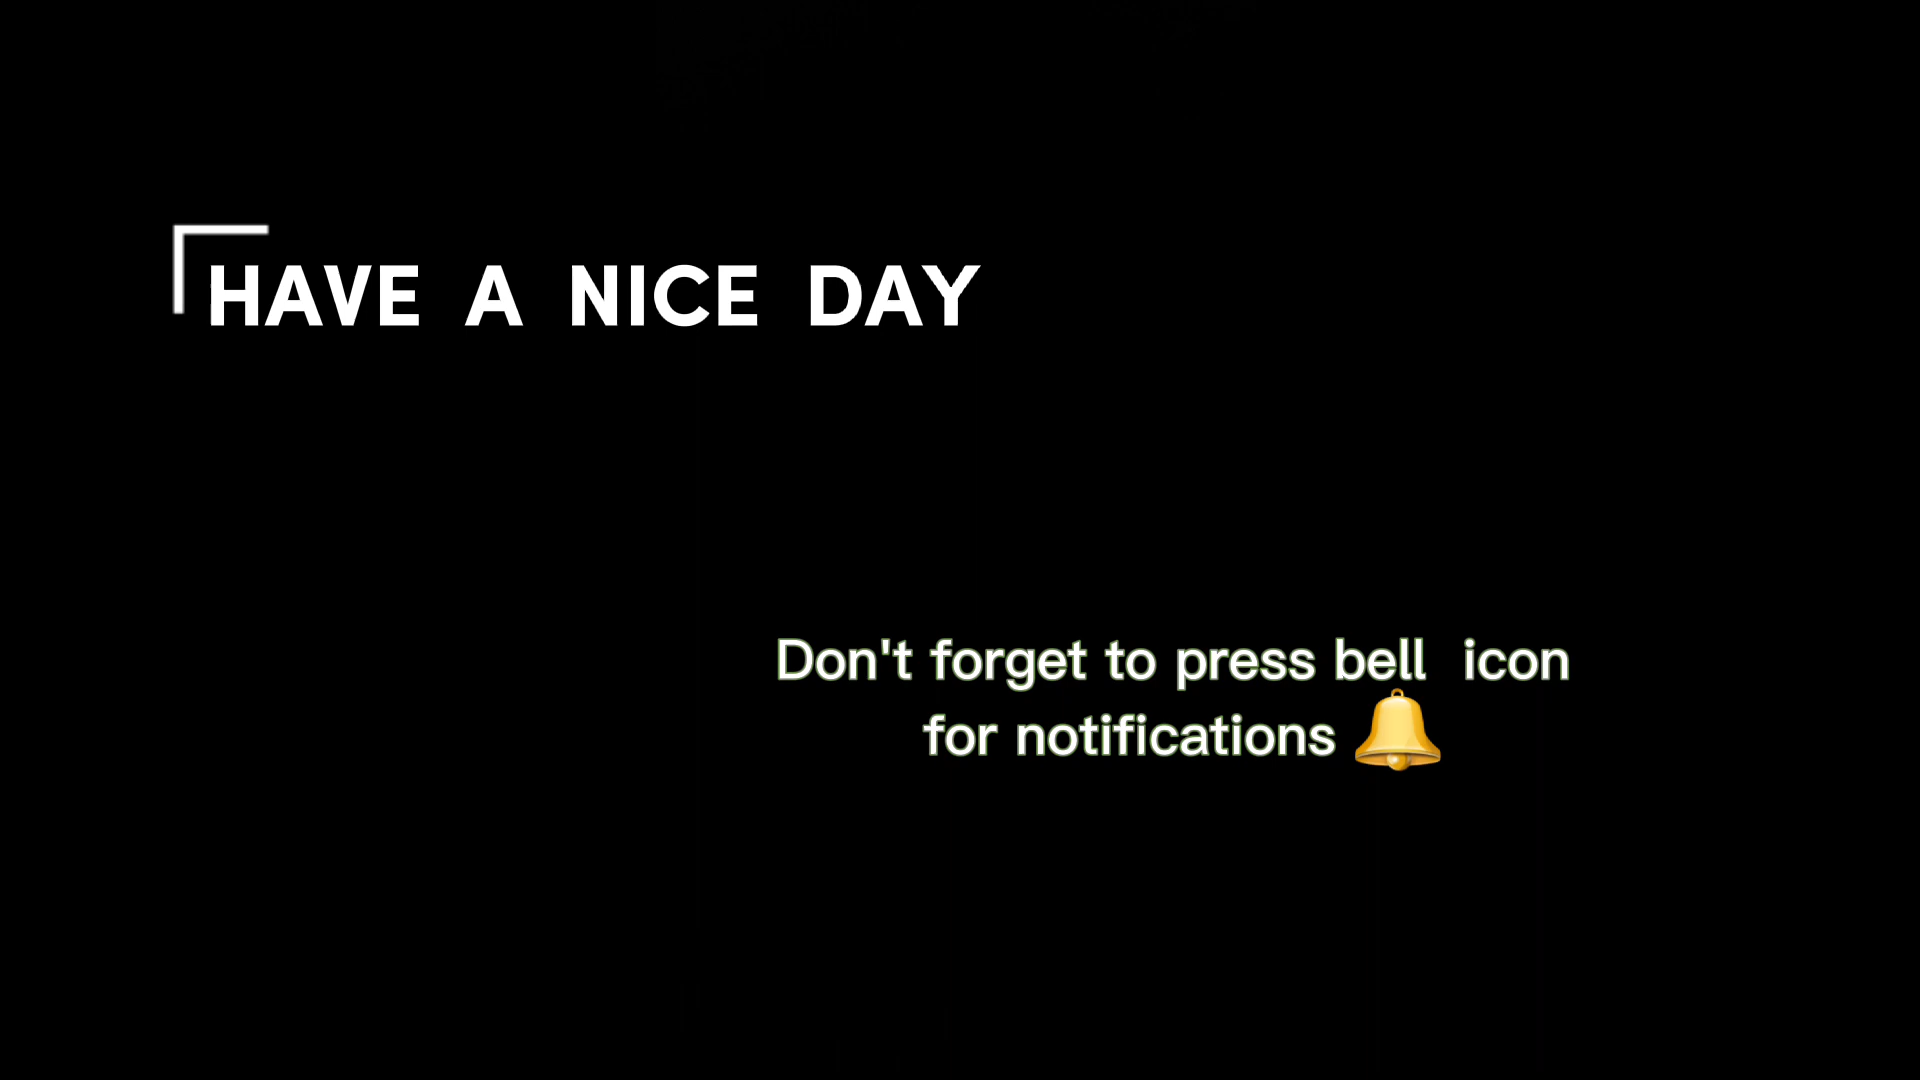 HAVE A NICE DAY
Don't forget to press bell icon
for notifications 🔔